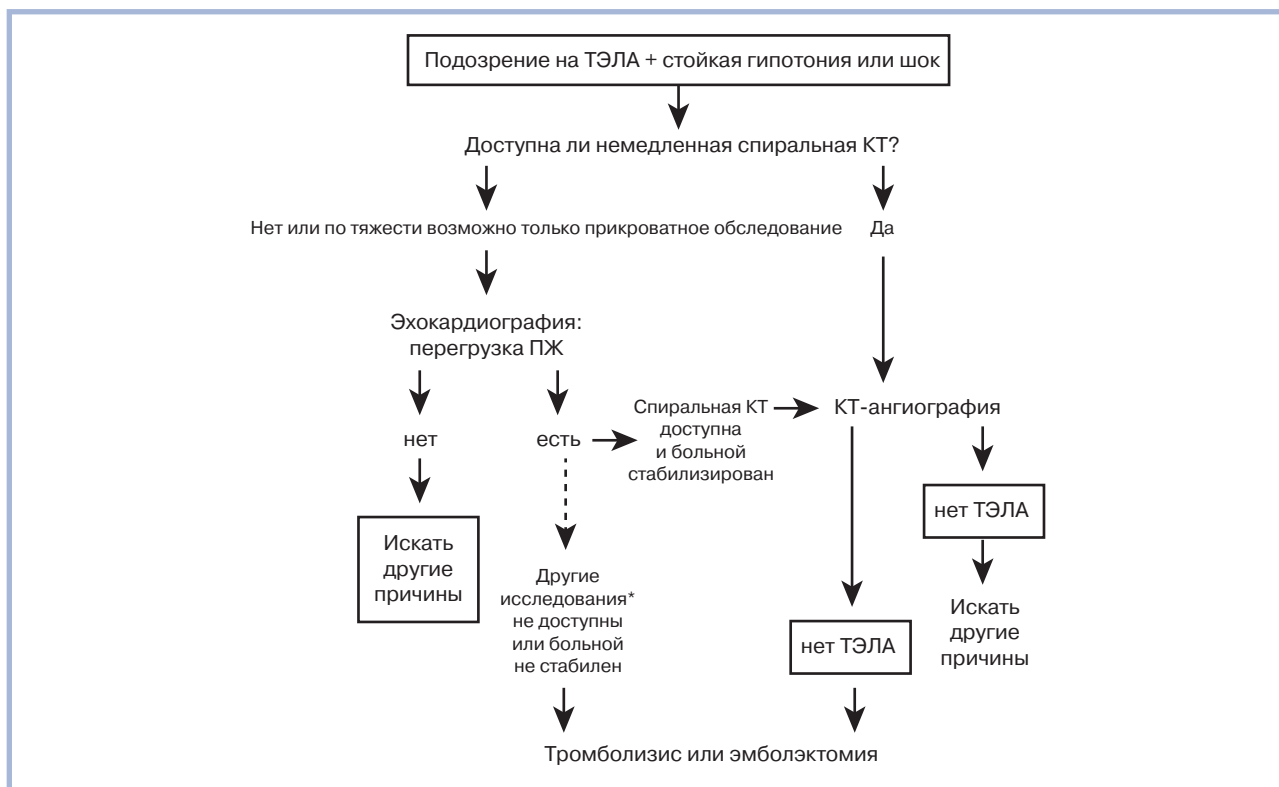 Подозрение на ТЭЛА + стойкая гипотония или шок
Доступна ли немедленная спиральная КТ?
Нет или по тяжести возможно только прикроватное обследование
Да
Эхокардиография:
перегрузка ПЖ
нет
есть
Спиральная КТ
доступна
и больной
стабилизирован
КТ-ангиография
Искать
другие
причины
Другие
исследования*
не доступны
или больной
не стабилен
нет ТЭЛА
нет ТЭЛА
Искать
другие
причины
Тромболизис или эмболэктомия